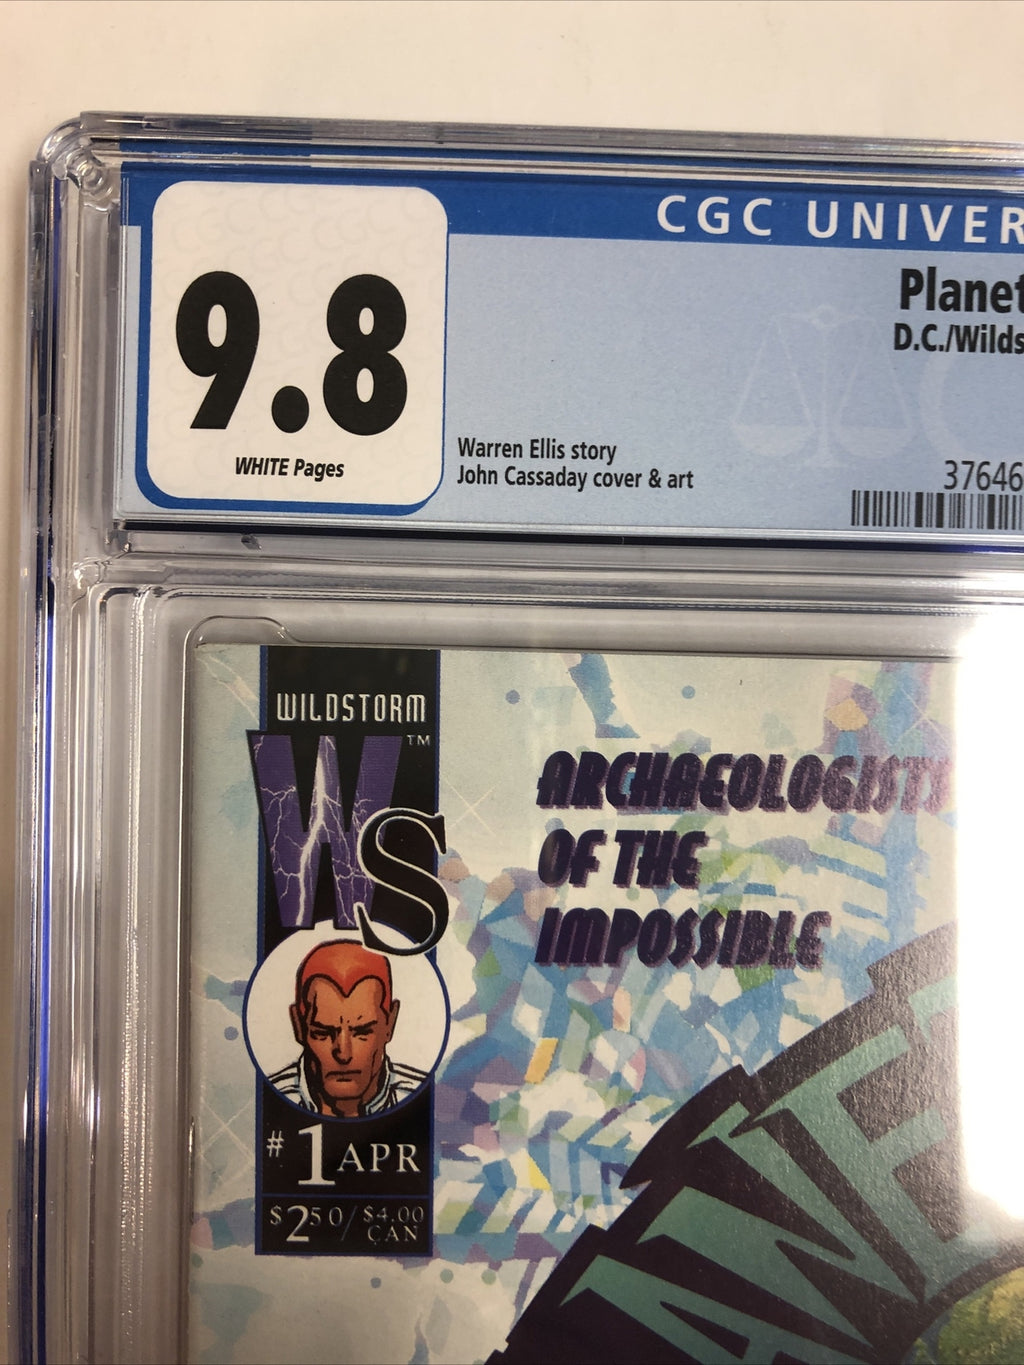 CGC UNIVER
9.8
WHITE Pages
Planet
D.C./Wilds
Warren Ellis story
John Cassaday cover & art
37646
WILDSTORM
TM
WS
ARCHAEOLOGISTS
OF THE
IMPOSSIBLE
#1 APR
$2.50/$4.00
CAN
PLANET